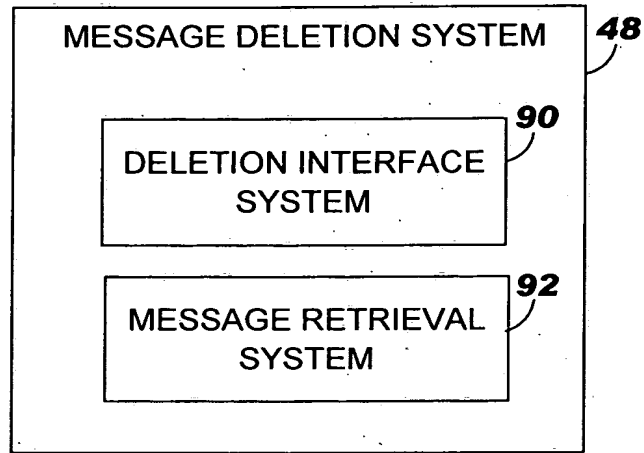 MESSAGE DELETION SYSTEM
48
90
DELETION INTERFACE
SYSTEM
92
MESSAGE RETRIEVAL
SYSTEM